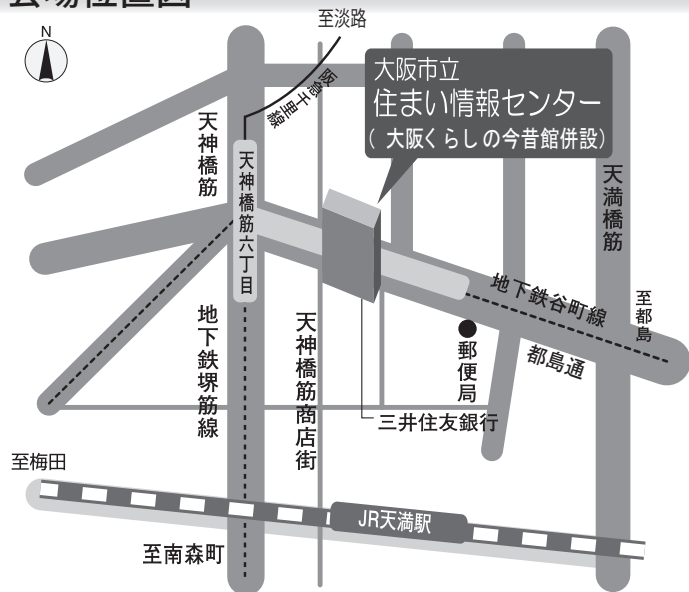 会場位置図
至淡路
N
阪急千里線
大阪市立
住まい情報センター
(大阪くらしの今昔館併設)
天神橋筋
天神橋筋六丁目
天満橋筋
地下鉄谷町線
至都島
都島通
郵便局
地下鉄堺筋線
天神橋筋商店街
三井住友銀行
至梅田
JR天満駅
至南森町